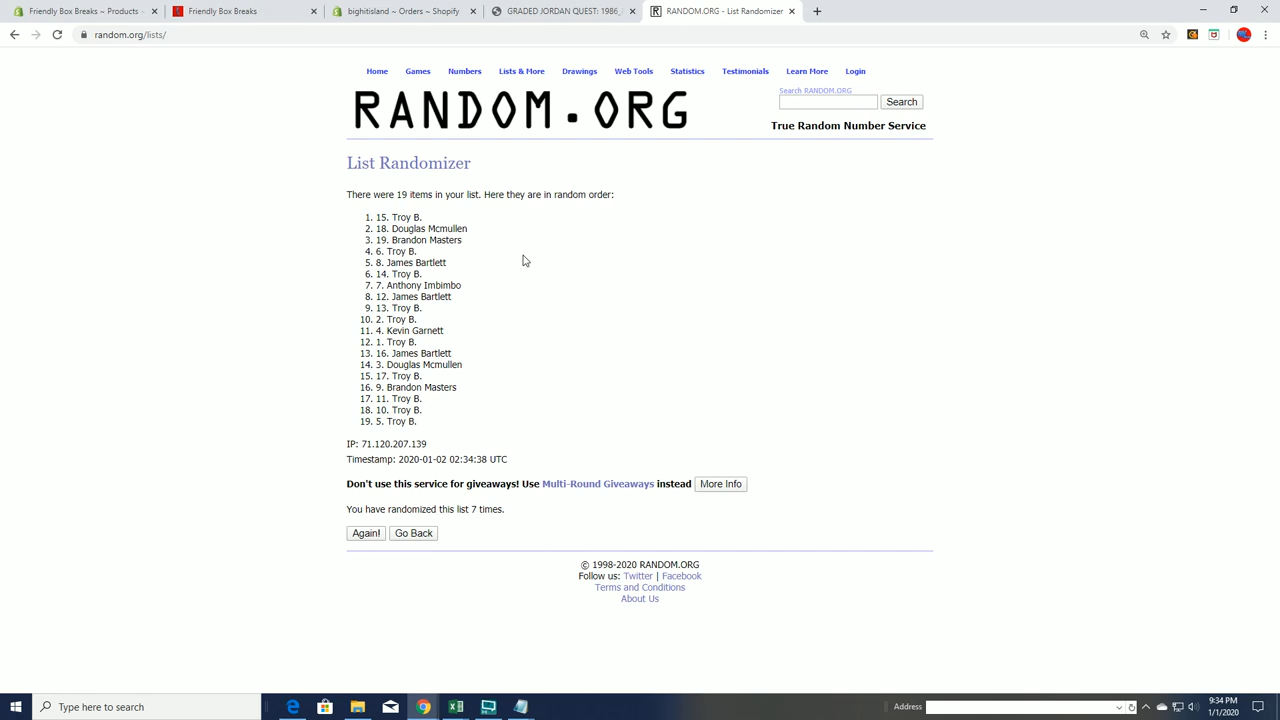 Friendly Box Breaks ~ Products ~
Friendly Box Breaks
bighitslive ~ Orders ~ Shopify
GRADED JORDAN QUEST: 1986_
RANDOM.ORG - List Randomizer
random.org/lists/
Home Games Numbers Lists & More Drawings Web Tools Statistics Testimonials Learn More Login
Search RANDOM.ORG
RANDOM.ORG
Search
True Random Number Service
List Randomizer
There were 19 items in your list. Here they are in random order:
1. 15. Troy B.
2. 18. Douglas Mcmullen
3. 19. Brandon Masters
4. 6. Troy B.
5. 8. James Bartlett
6. 14. Troy B.
7. 7. Anthony Imbimbo
8. 12. James Bartlett
9. 13. Troy B.
10. 2. Troy B.
11. 4. Kevin Garnett
12. 1. Troy B.
13. 16. James Bartlett
14. 3. Douglas Mcmullen
15. 17. Troy B.
16. 9. Brandon Masters
17. 11. Troy B.
18. 10. Troy B.
19. 5. Troy B.
IP: 71.120.207.139
Timestamp: 2020-01-02 02:34:38 UTC
Don't use this service for giveaways! Use Multi-Round Giveaways instead More Info
You have randomized this list 7 times.
Again! Go Back
© 1998-2020 RANDOM.ORG
Follow us: Twitter | Facebook
Terms and Conditions
About Us
Type here to search
Address
9:34 PM
1/1/2020